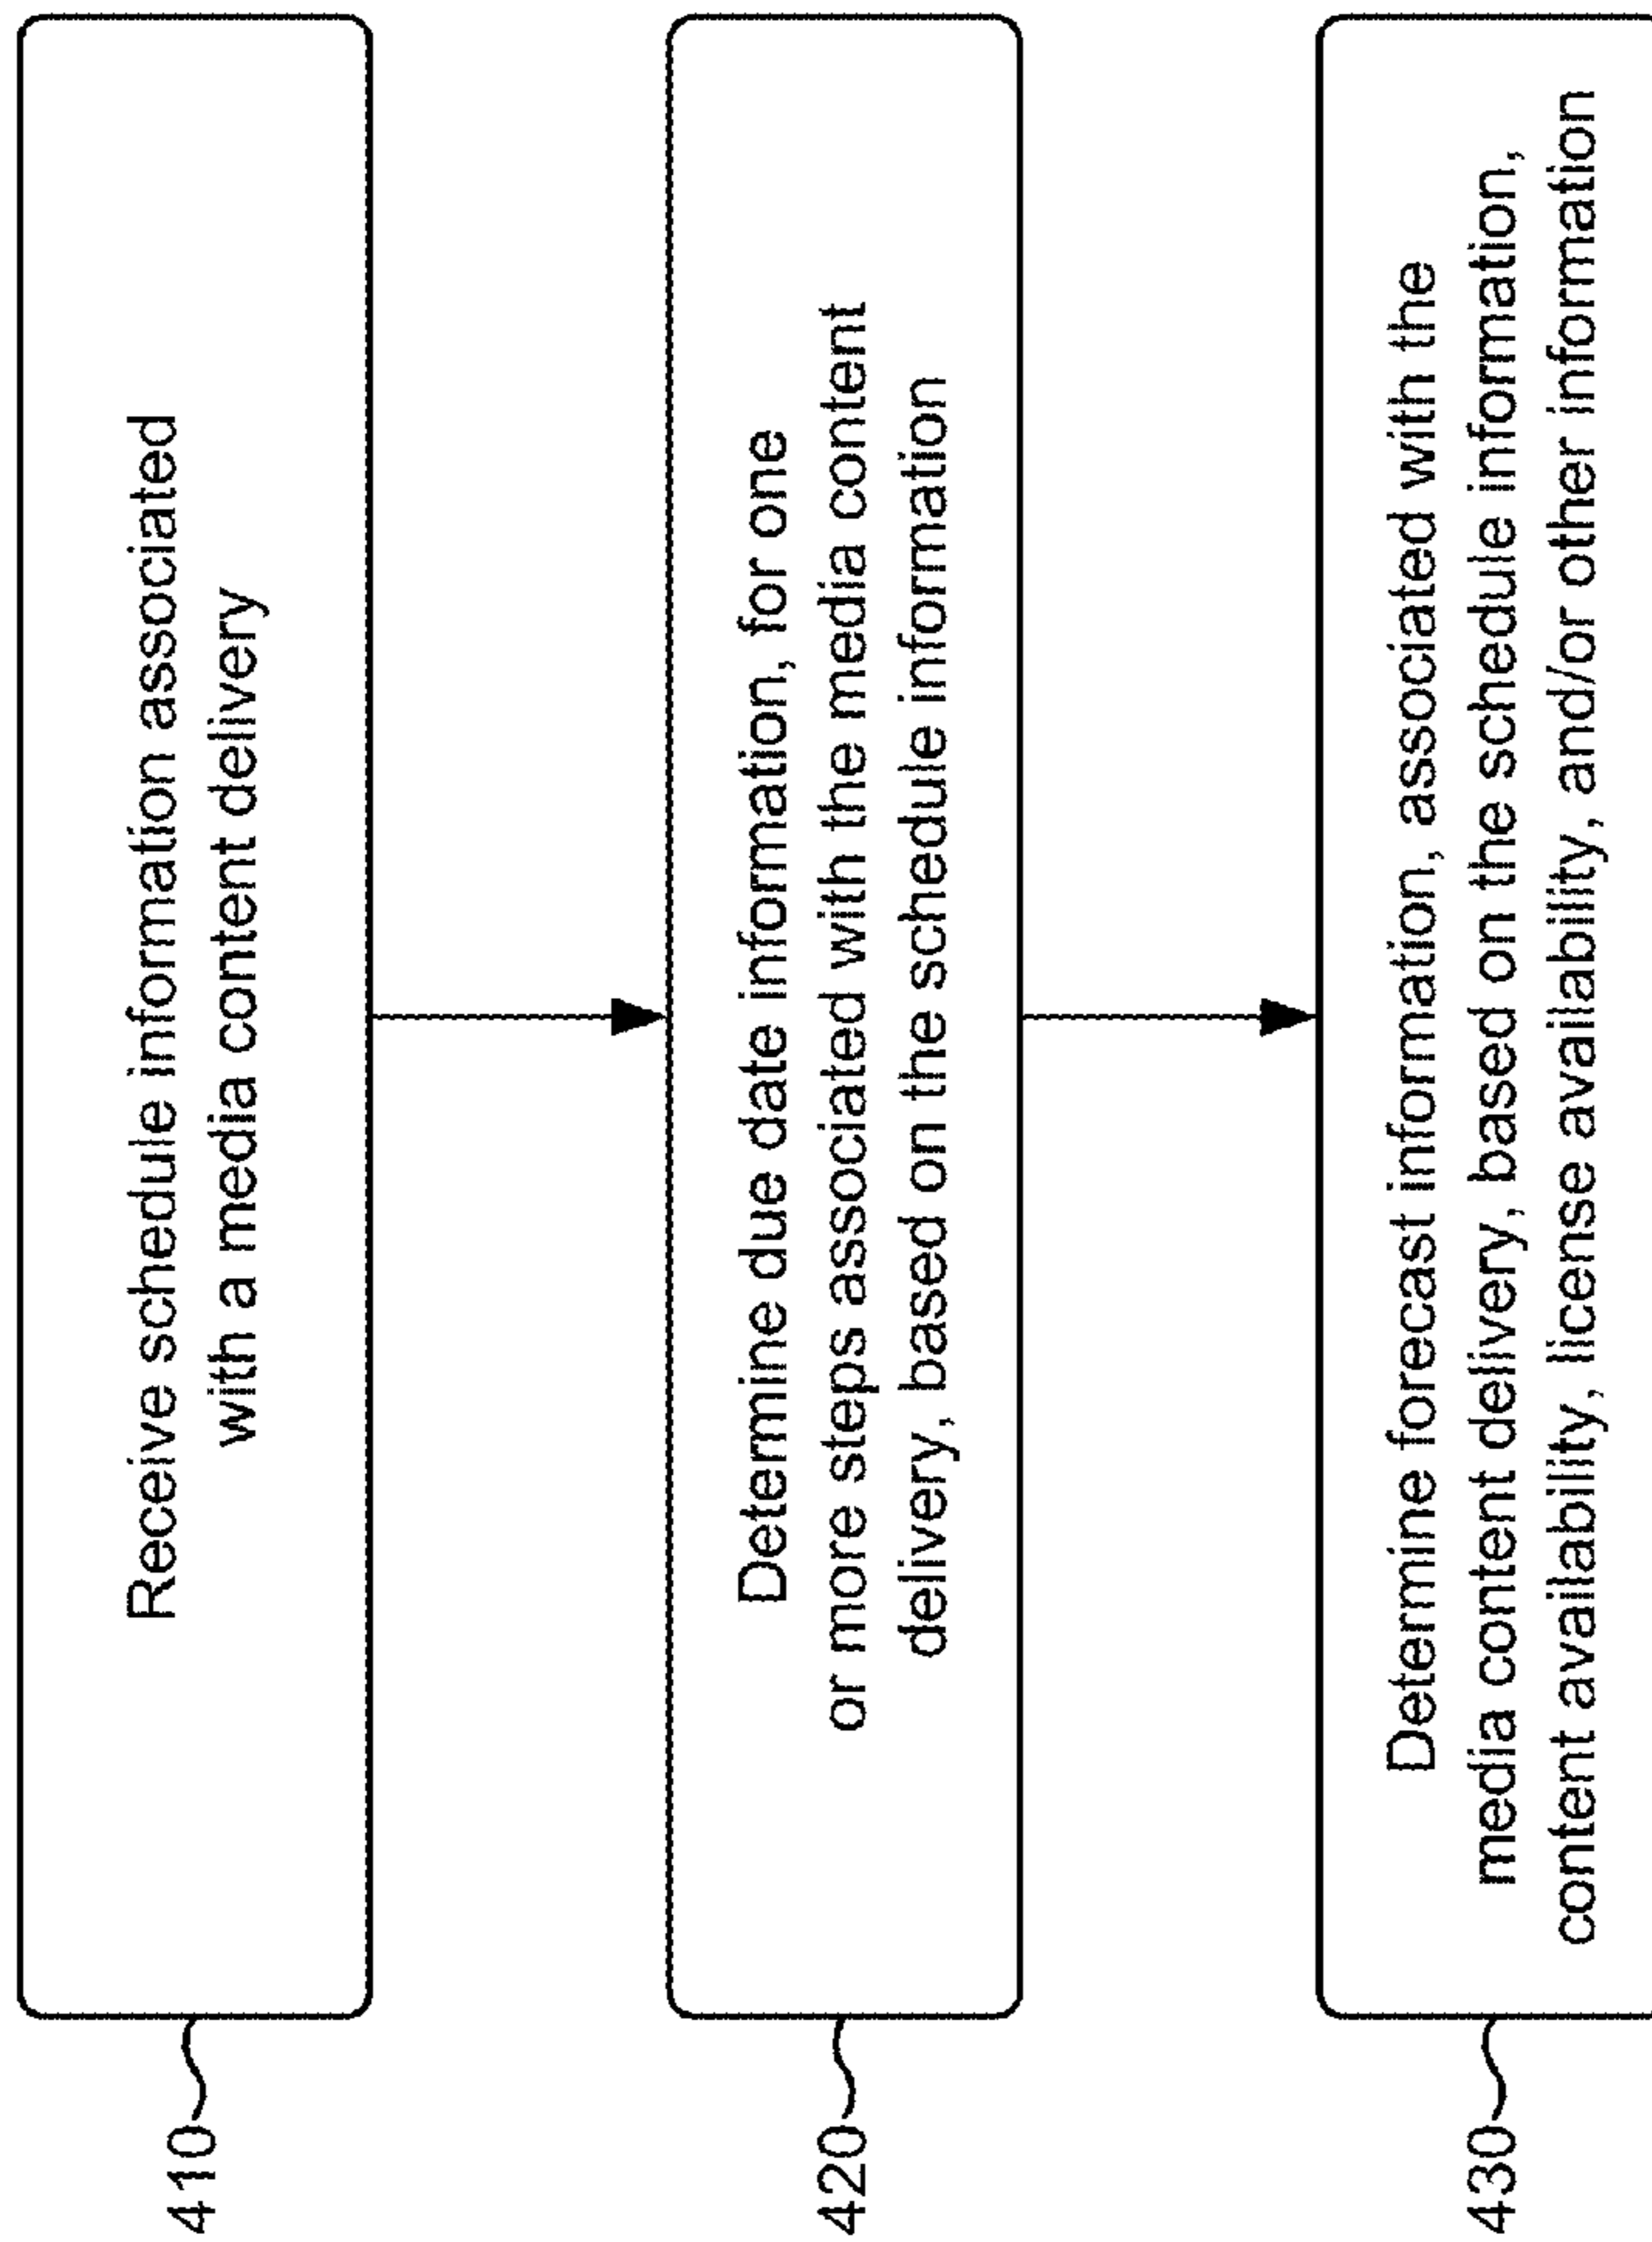 410
Receive schedule information associated
with a media content delivery
420
Determine due date information, for one
or more steps associated with the media content
delivery, based on the schedule information
430
Determine forecast information, associated with the
media content delivery, based on the schedule information,
content availability, license availability, and/or other information